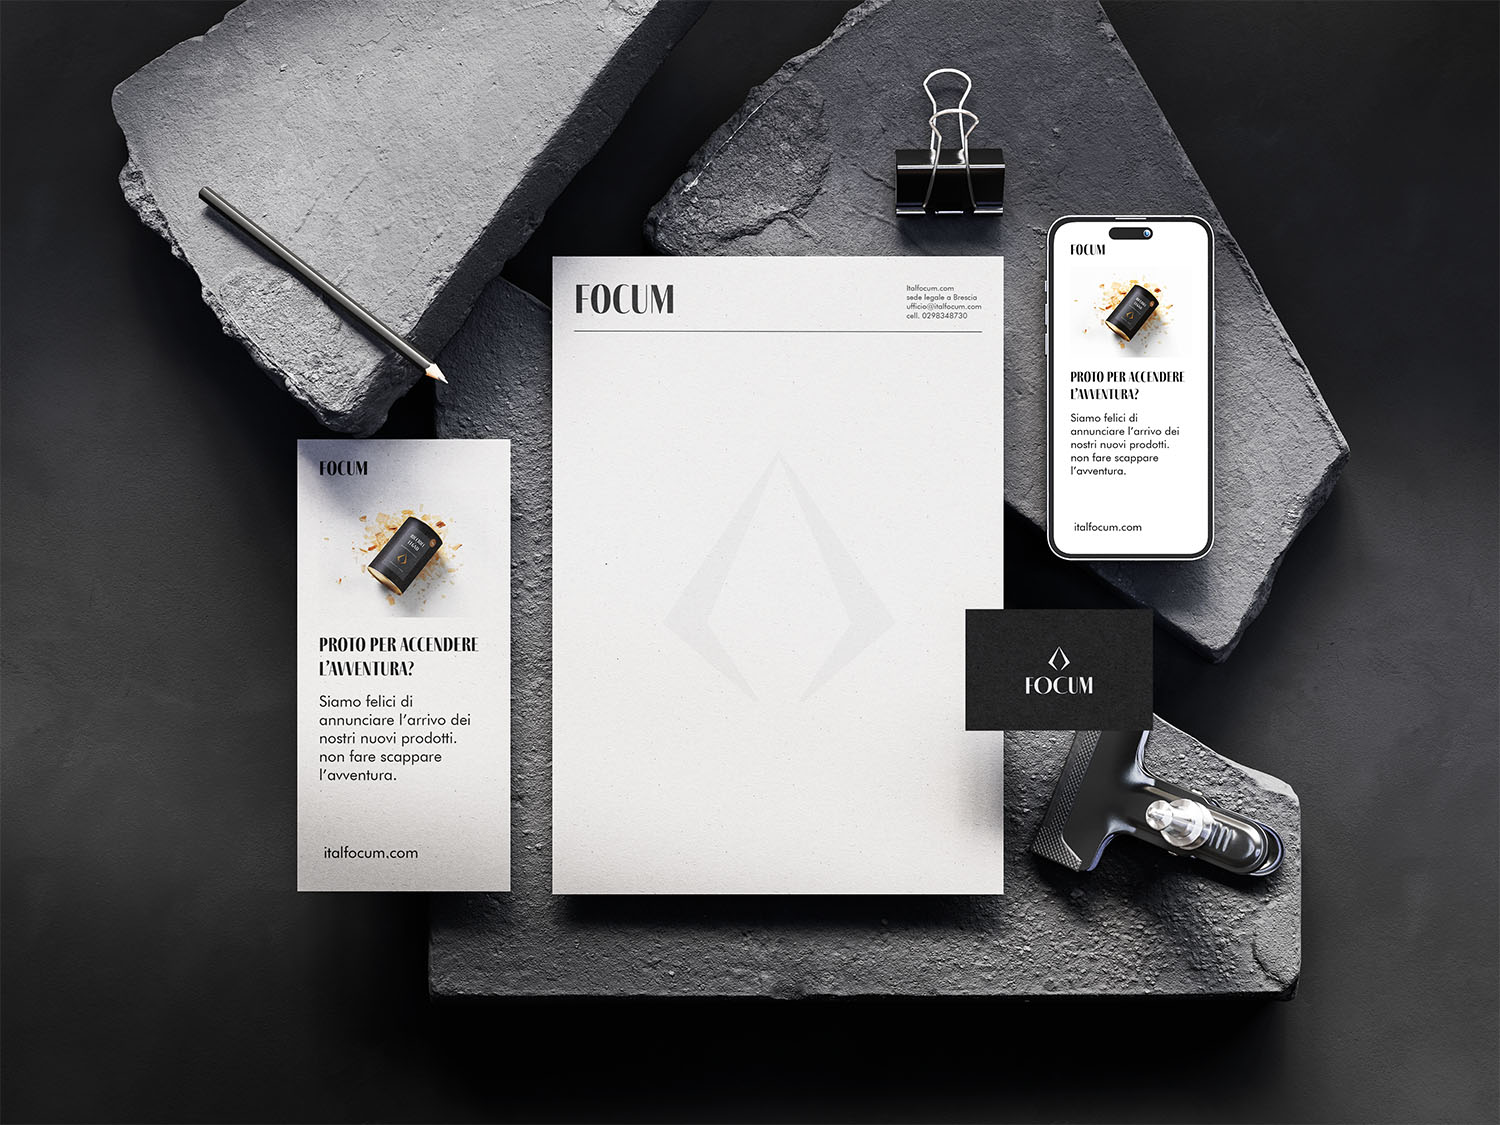 FOCUM
Italfocum.com
sede legale a Brescia
ufficio@italfocum.com
cell. 0298348730
FOCUM
PROTO PER ACCENDERE
L'AVVENTURA?
Siamo felici di
annunciare l'arrivo dei
nostri nuovi prodotti.
non fare scappare
l'avventura.
italfocum.com
FOCUM
PROTO PER ACCENDERE
L'AVVENTURA?
Siamo felici di
annunciare l'arrivo dei
nostri nuovi prodotti.
non fare scappare
l'avventura.
italfocum.com
FOCUM